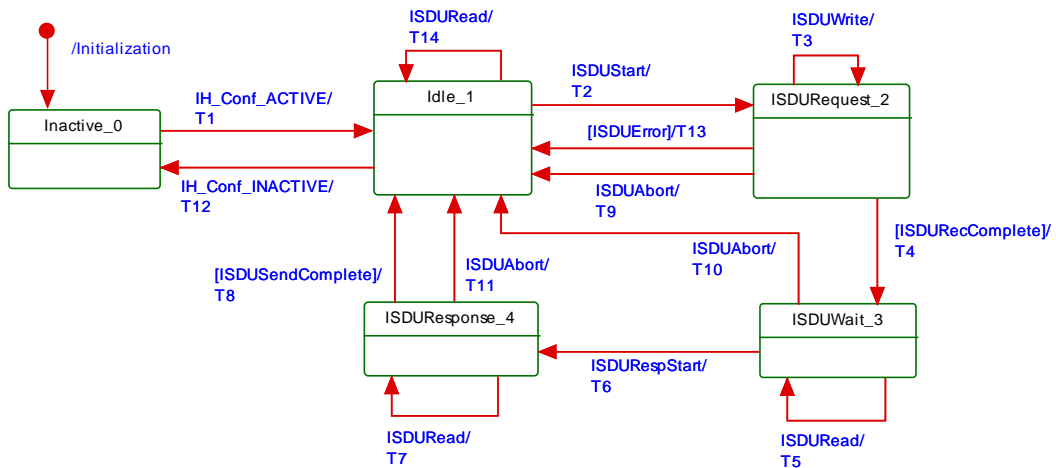 ISDURead/
T14
ISDUWrite/
T3
/Initialization
ISDUStart/
T2
Idle_1
ISDURequest_2
IH_Conf_ACTIVE/
T1
Inactive_0
[ISDUError]/T13
IH_Conf_INACTIVE/
T12
ISDUAbort/
T9
[ISDURecComplete]/
T4
ISDUAbort/
T10
ISDUAbort/
T11
[ISDUSendComplete]/
T8
ISDUResponse_4
ISDUWait_3
ISDURespStart/
T6
ISDURead/
T7
ISDURead/
T5